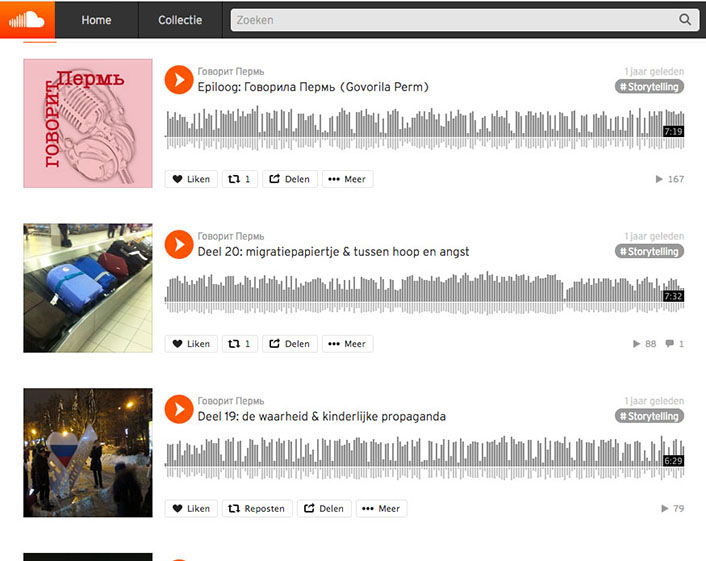 Home
Collectie
Zoeken
Пермь
ГОВОРИТ
Говорит Пермь
1 jaar geleden
Epiloog: Говорила Пермь (Govorila Perm)
# Storytelling
7:19
Liken
1
Delen
Meer
167
Говорит Пермь
1 jaar geleden
Deel 20: migratiepapiertje & tussen hoop en angst
# Storytelling
7:32
Liken
1
Delen
Meer
88
1
Говорит Пермь
1 jaar geleden
Deel 19: de waarheid & kinderlijke propaganda
# Storytelling
6:29
Liken
Reposten
Delen
Meer
79